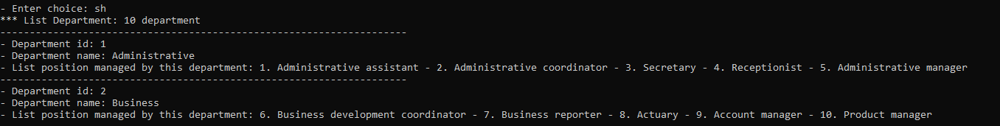 - Enter choice: sh
*** List Department: 10 department
---------------------------------------------------------------------
- Department id: 1
- Department name: Administrative
- List position managed by this department: 1. Administrative assistant - 2. Administrative coordinator - 3. Secretary - 4. Receptionist - 5. Administrative manager
---------------------------------------------------------------------
- Department id: 2
- Department name: Business
- List position managed by this department: 6. Business development coordinator - 7. Business reporter - 8. Actuary - 9. Account manager - 10. Product manager